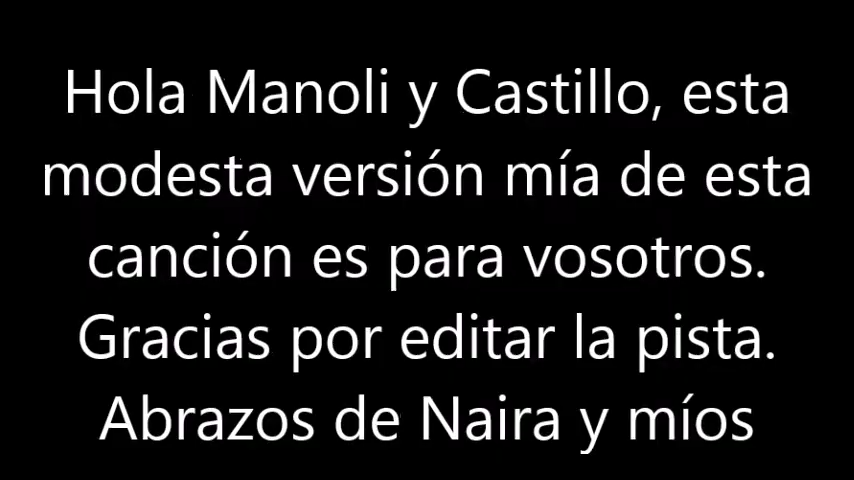 Hola Manoli y Castillo, esta
modesta versión mía de esta
canción es para vosotros.
Gracias por editar la pista.
Abrazos de Naira y míos